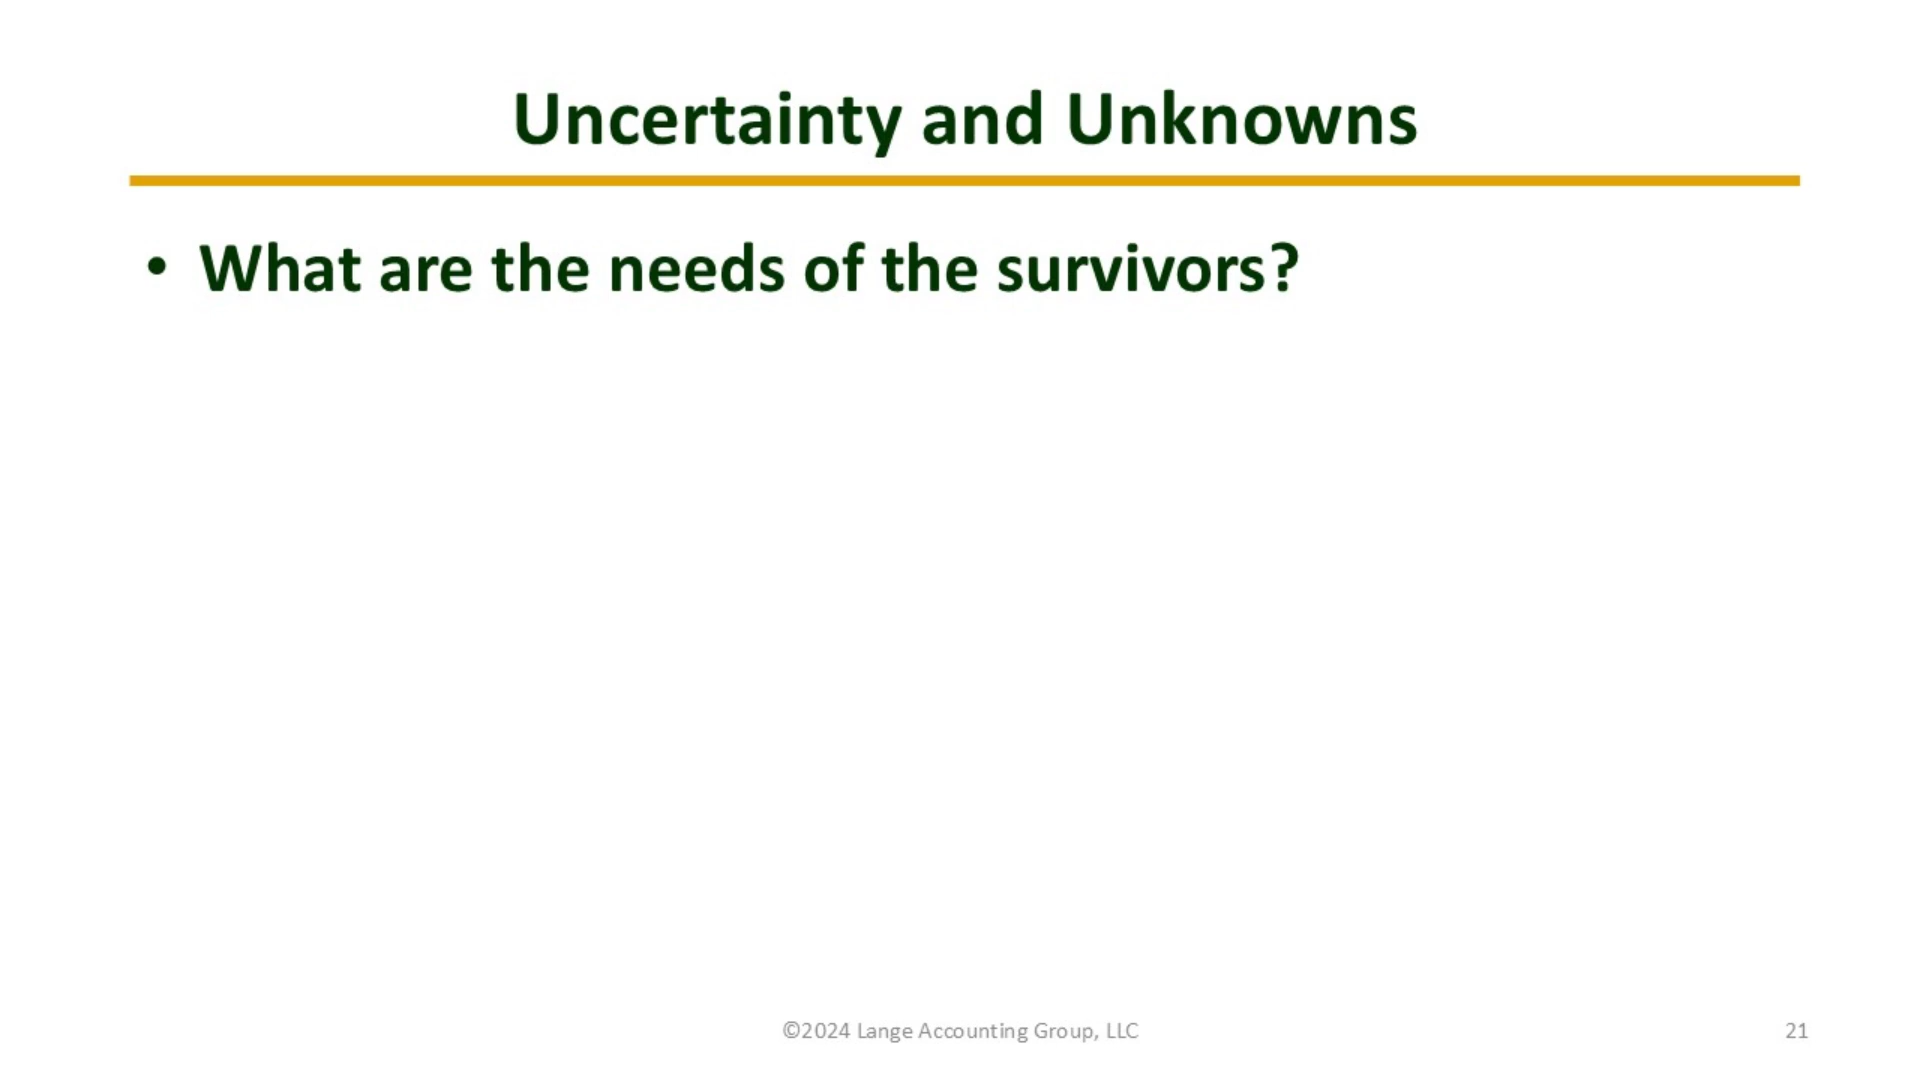 Uncertainty and Unknowns
• What are the needs of the survivors?
©2024 Lange Accounting Group, LLC
21